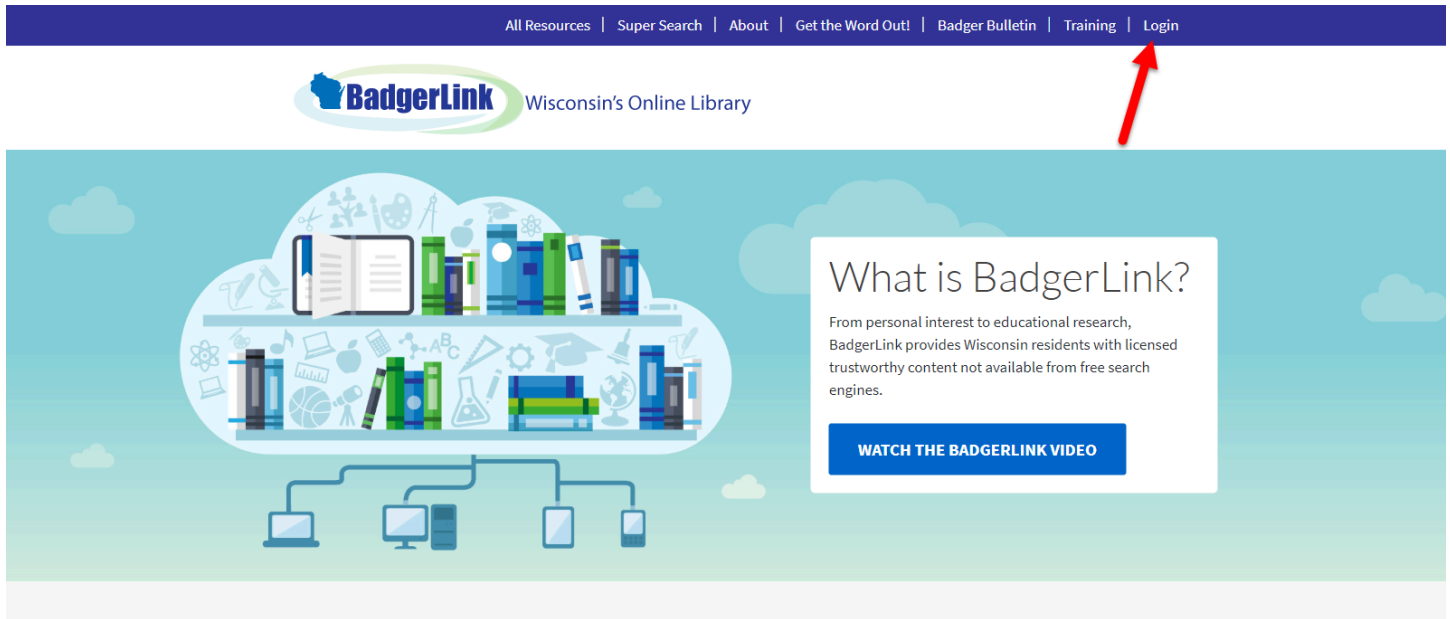 All Resources | Super Search | About | Get the Word Out! | Badger Bulletin | Training | Login
BadgerLink Wisconsin's Online Library
ABC
What is BadgerLink?
From personal interest to educational research,
BadgerLink provides Wisconsin residents with licensed
trustworthy content not available from free search
engines.
WATCH THE BADGERLINK VIDEO